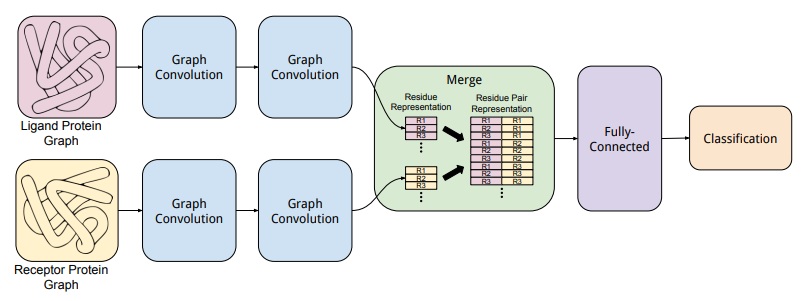 Ligand Protein
Graph
Graph
Convolution
Graph
Convolution
Receptor Protein
Graph
Graph
Convolution
Graph
Convolution
Merge
Residue
Representation
R1
R2
R3
R1
R2
R3
Residue Pair
Representation
R1 R1
R2 R1
R3 R1
R1 R2
R2 R2
R3 R2
R1 R3
R2 R3
R3 R3
Fully-
Connected
Classification